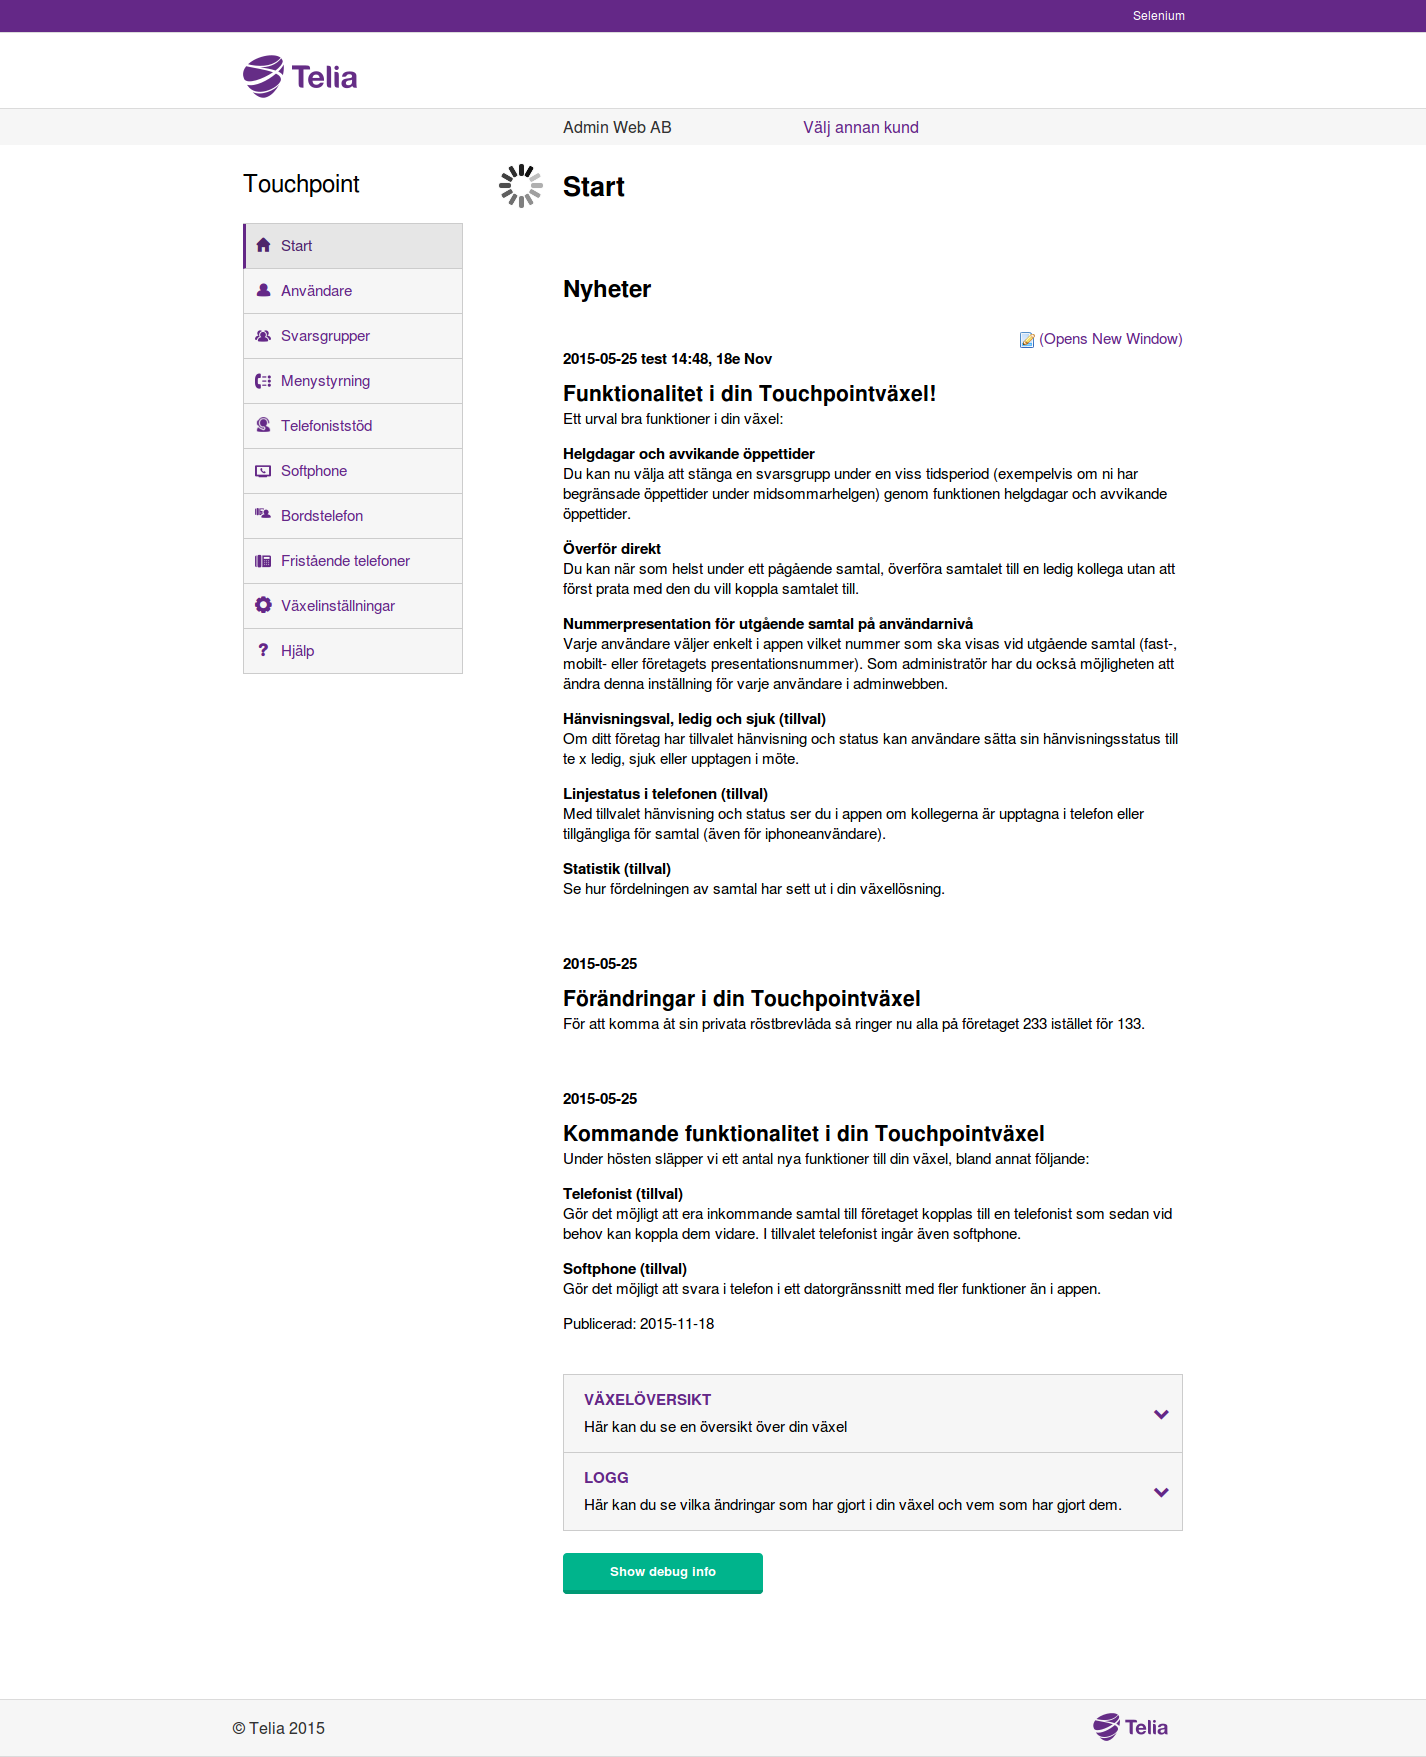 Selenium
Telia
Admin Web AB
Välj annan kund
Touchpoint
Start
Användare
Svarsgrupper
Menystyrning
Telefoniststöd
Softphone
Bordstelefon
Fristående telefoner
Växelinställningar
? Hjälp
Start
Nyheter
(Opens New Window)
2015-05-25 test 14:48, 18e Nov
Funktionalitet i din Touchpointväxel!
Ett urval bra funktioner i din växel:
Helgdagar och avvikande öppettider
Du kan nu välja att stänga en svarsgrupp under en viss tidsperiod (exempelvis om ni har
begränsade öppettider under midsommarhelgen) genom funktionen helgdagar och avvikande
öppettider.
Överför direkt
Du kan när som helst under ett pågående samtal, överföra samtalet till en ledig kollega utan att
först prata med den du vill koppla samtalet till.
Nummerpresentation för utgående samtal på användarnivå
Varje användare väljer enkelt i appen vilket nummer som ska visas vid utgående samtal (fast-,
mobilt- eller företagets presentationsnummer). Som administratör har du också möjligheten att
ändra denna inställning för varje användare i adminwebben.
Hänvisningsval, ledig och sjuk (tillval)
Om ditt företag har tillvalet hänvisning och status kan användare sätta sin hänvisningsstatus till
te x ledig, sjuk eller upptagen i möte.
Linjestatus i telefonen (tillval)
Med tillvalet hänvisning och status ser du i appen om kollegerna är upptagna i telefon eller
tillgängliga för samtal (även för iphoneanvändare).
Statistik (tillval)
Se hur fördelningen av samtal har sett ut i din växellösning.
2015-05-25
Förändringar i din Touchpointväxel
För att komma åt sin privata röstbrevlåda så ringer nu alla på företaget 233 istället för 133.
2015-05-25
Kommande funktionalitet i din Touchpointväxel
Under hösten släpper vi ett antal nya funktioner till din växel, bland annat följande:
Telefonist (tillval)
Gör det möjligt att era inkommande samtal till företaget kopplas till en telefonist som sedan vid
behov kan koppla dem vidare. I tillvalet telefonist ingår även softphone.
Softphone (tillval)
Gör det möjligt att svara i telefon i ett datorgränssnitt med fler funktioner än i appen.
Publicerad: 2015-11-18
VÄXELÖVERSIKT
Här kan du se en översikt över din växel
LOGG
Här kan du se vilka ändringar som har gjort i din växel och vem som har gjort dem.
Show debug info
© Telia 2015
Telia